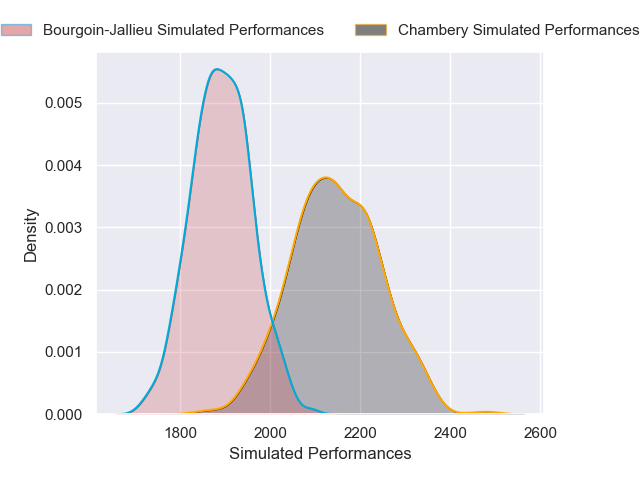 Bourgoin-Jallieu Simulated Performances
Chambery Simulated Performances
0.005
0.004
0.003
0.002
0.001
0.000
Density
1800 2000 2200 2400 2600
Simulated Performances